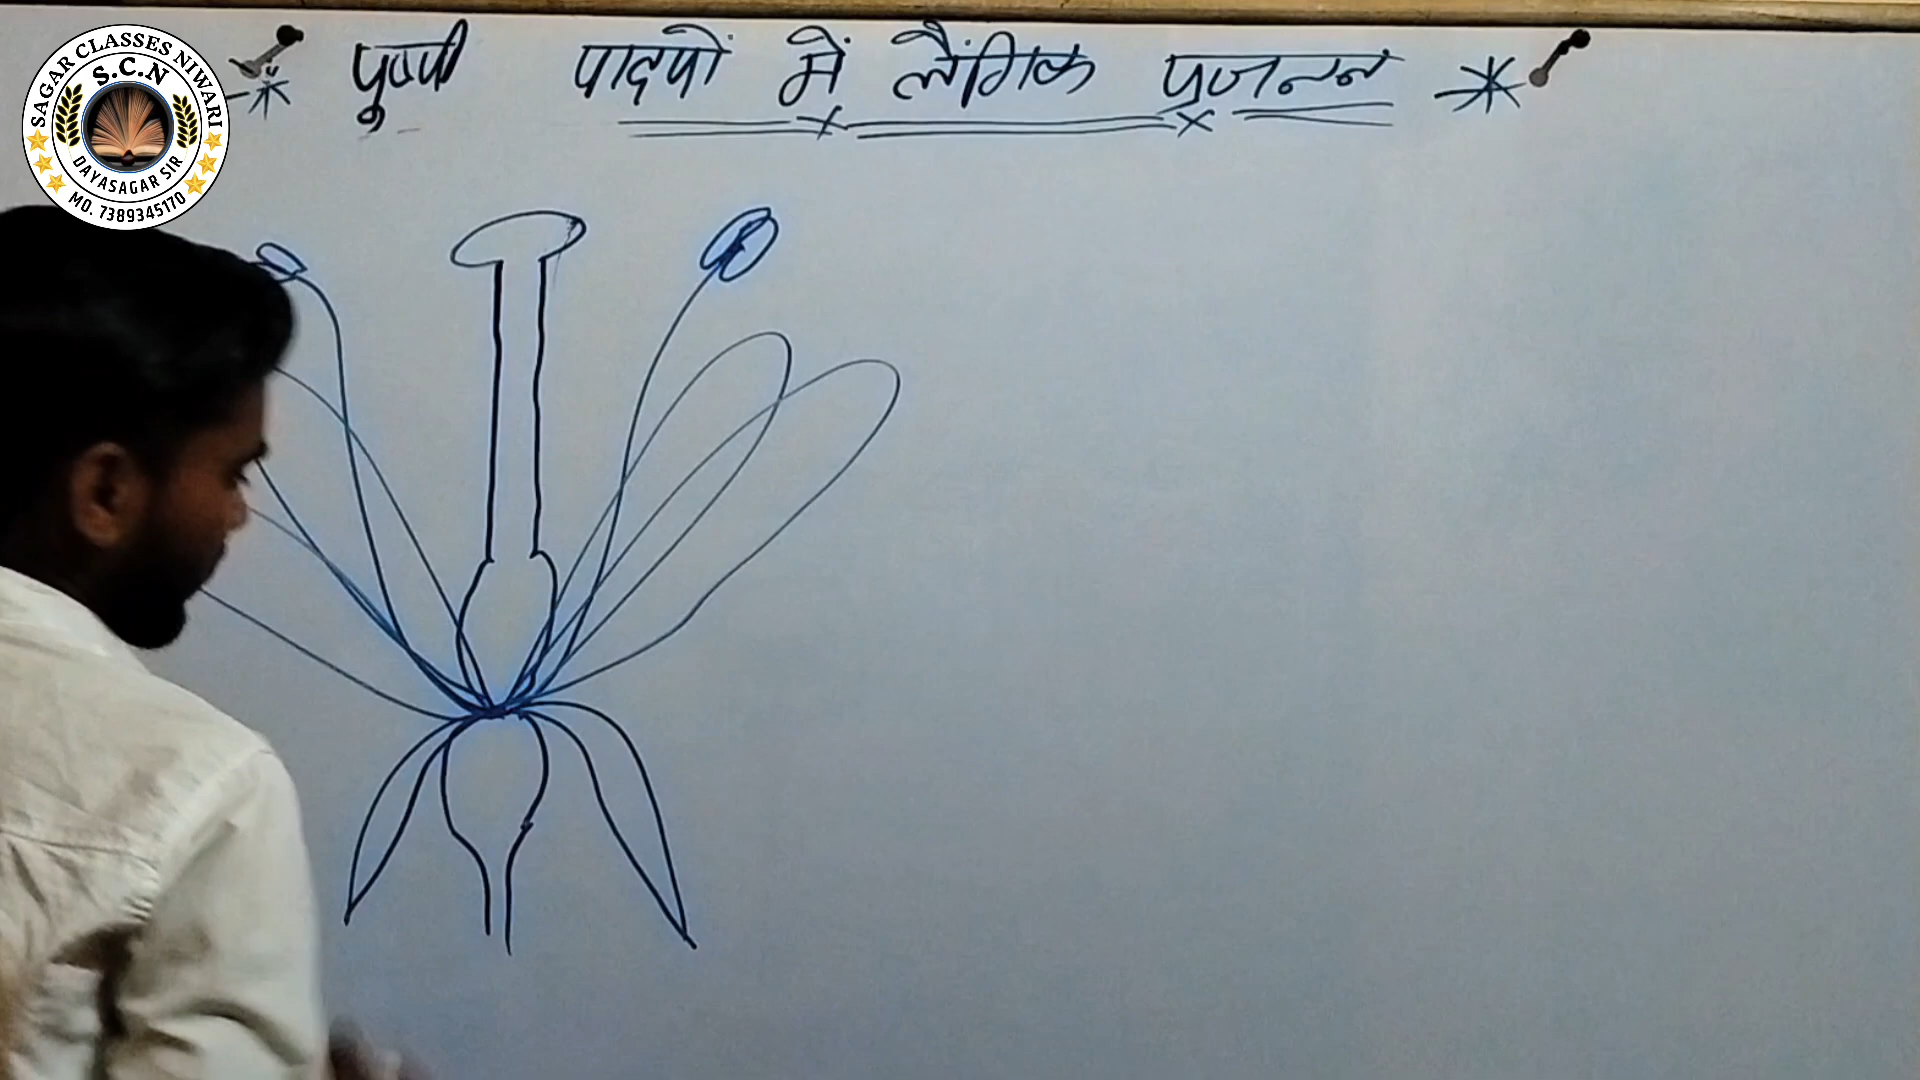 SAGAR CLASSES NIWARI
S.C.N
DAYASAGAR SIR
MO. 7389345170
पुष्पी पादपों में लैंगिक प्रजनन